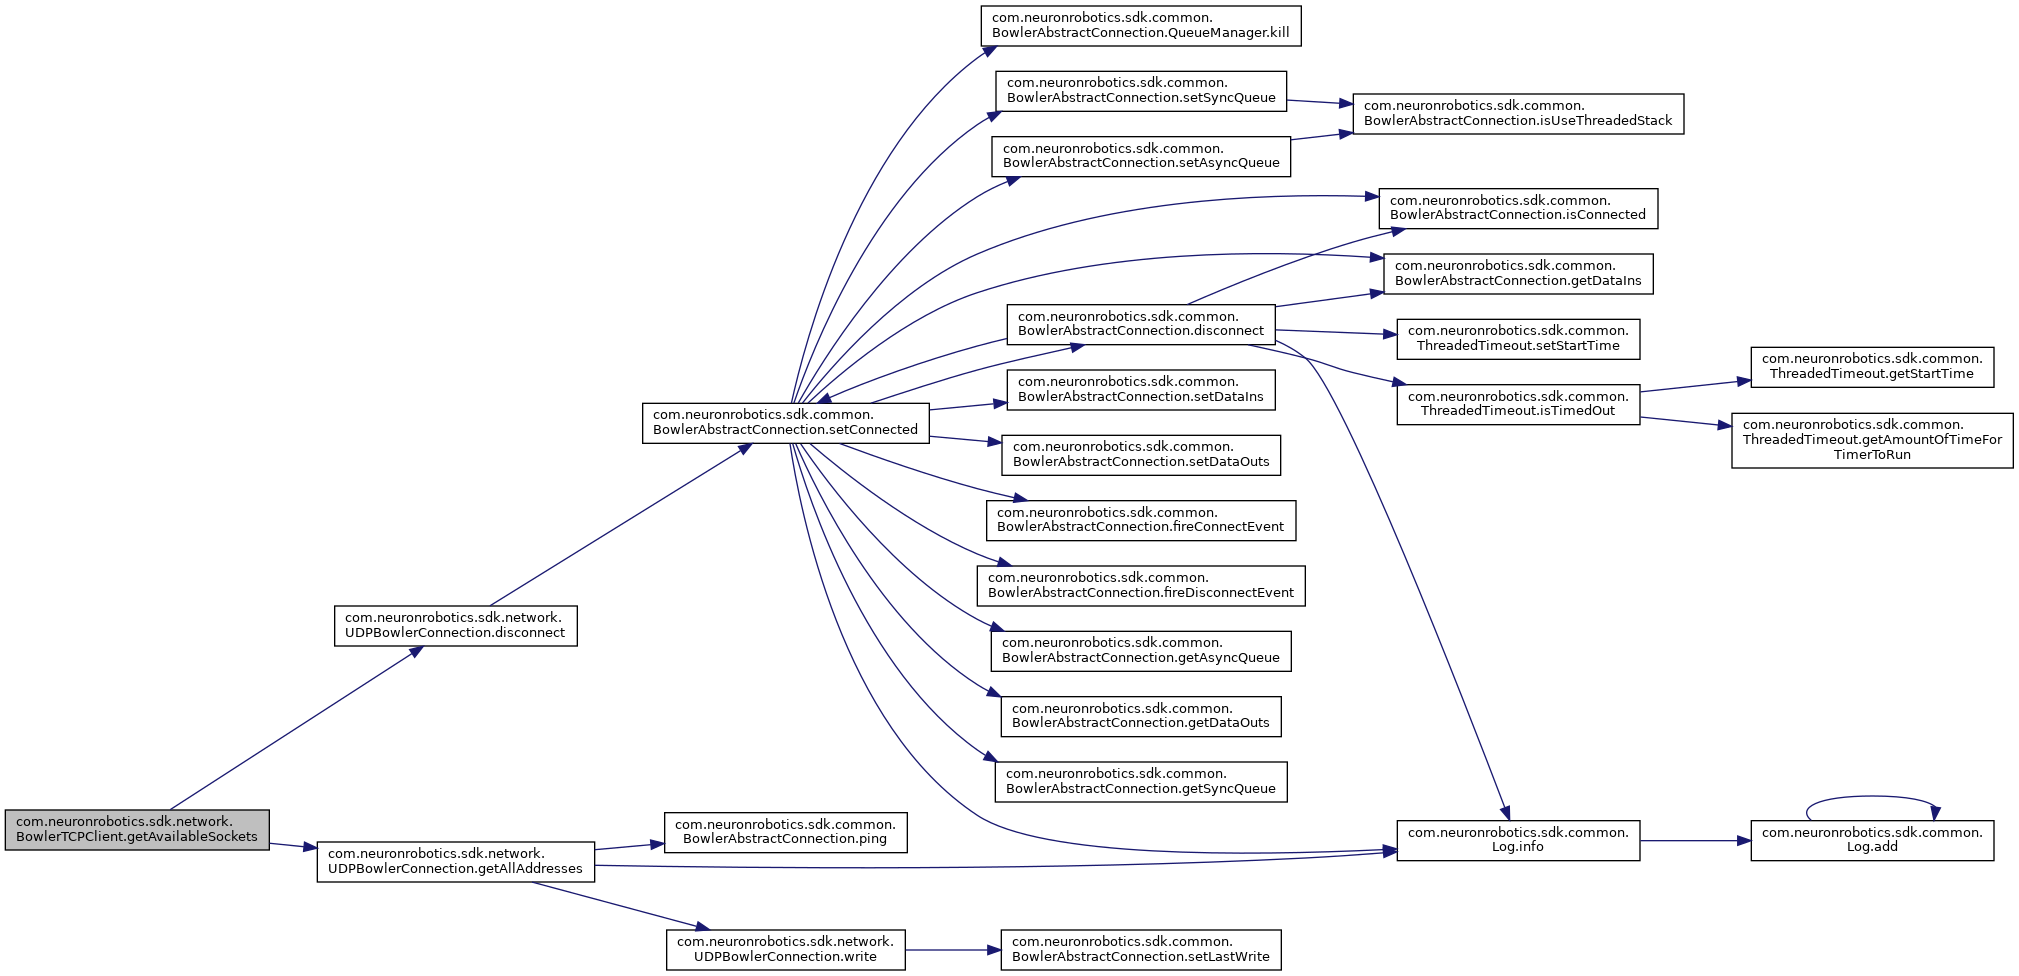 com.neuronrobotics.sdk.common.
BowlerAbstractConnection.QueueManager.kill
com.neuronrobotics.sdk.common.
BowlerAbstractConnection.setSyncQueue
com.neuronrobotics.sdk.common.
BowlerAbstractConnection.isUseThreadedStack
com.neuronrobotics.sdk.common.
BowlerAbstractConnection.setAsyncQueue
com.neuronrobotics.sdk.common.
BowlerAbstractConnection.isConnected
com.neuronrobotics.sdk.common.
BowlerAbstractConnection.getDataIns
com.neuronrobotics.sdk.common.
BowlerAbstractConnection.disconnect
com.neuronrobotics.sdk.common.
ThreadedTimeout.setStartTime
com.neuronrobotics.sdk.common.
ThreadedTimeout.getStartTime
com.neuronrobotics.sdk.common.
BowlerAbstractConnection.setDataIns
com.neuronrobotics.sdk.common.
ThreadedTimeout.isTimedOut
com.neuronrobotics.sdk.common.
BowlerAbstractConnection.setConnected
com.neuronrobotics.sdk.common.
ThreadedTimeout.getAmountOfTimeFor
TimerToRun
com.neuronrobotics.sdk.common.
BowlerAbstractConnection.setDataOuts
com.neuronrobotics.sdk.common.
BowlerAbstractConnection.fireConnectEvent
com.neuronrobotics.sdk.common.
BowlerAbstractConnection.fireDisconnectEvent
com.neuronrobotics.sdk.network.
UDPBowlerConnection.disconnect
com.neuronrobotics.sdk.common.
BowlerAbstractConnection.getAsyncQueue
com.neuronrobotics.sdk.common.
BowlerAbstractConnection.getDataOuts
com.neuronrobotics.sdk.common.
BowlerAbstractConnection.getSyncQueue
com.neuronrobotics.sdk.network.
BowlerTCPClient.getAvailableSockets
com.neuronrobotics.sdk.common.
BowlerAbstractConnection.ping
com.neuronrobotics.sdk.common.
Log.info
com.neuronrobotics.sdk.common.
Log.add
com.neuronrobotics.sdk.network.
UDPBowlerConnection.getAllAddresses
com.neuronrobotics.sdk.network.
UDPBowlerConnection.write
com.neuronrobotics.sdk.common.
BowlerAbstractConnection.setLastWrite